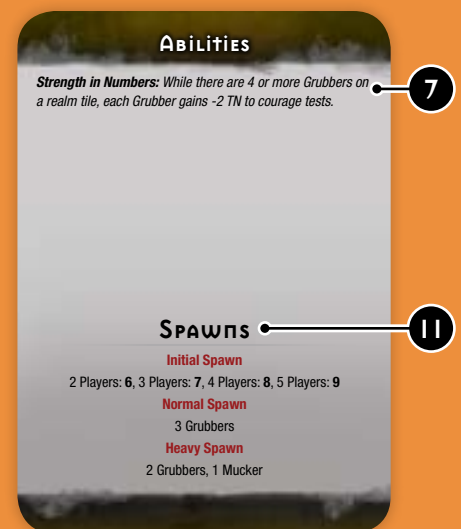 Abilities
Strength in Numbers: While there are 4 or more Grubbers on
a realm tile, each Grubber gains -2 TN to courage tests.
7
Spawns
11
Initial Spawn
2 Players: 6, 3 Players: 7, 4 Players: 8, 5 Players: 9
Normal Spawn
3 Grubbers
Heavy Spawn
2 Grubbers, 1 Mucker